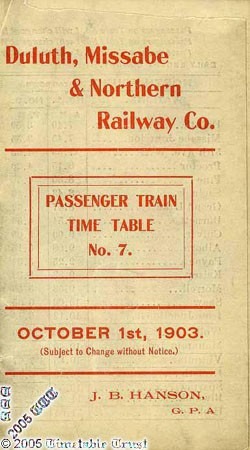 Duluth, Missabe
& Northern
Railway Co.
PASSENGER TRAIN
TIME TABLE
No. 7.
OCTOBER 1st, 1903.
(Subject to Change without Notice.)
J. B. HANSON,
G. P. A
2005
© 2005 Timetable Trust